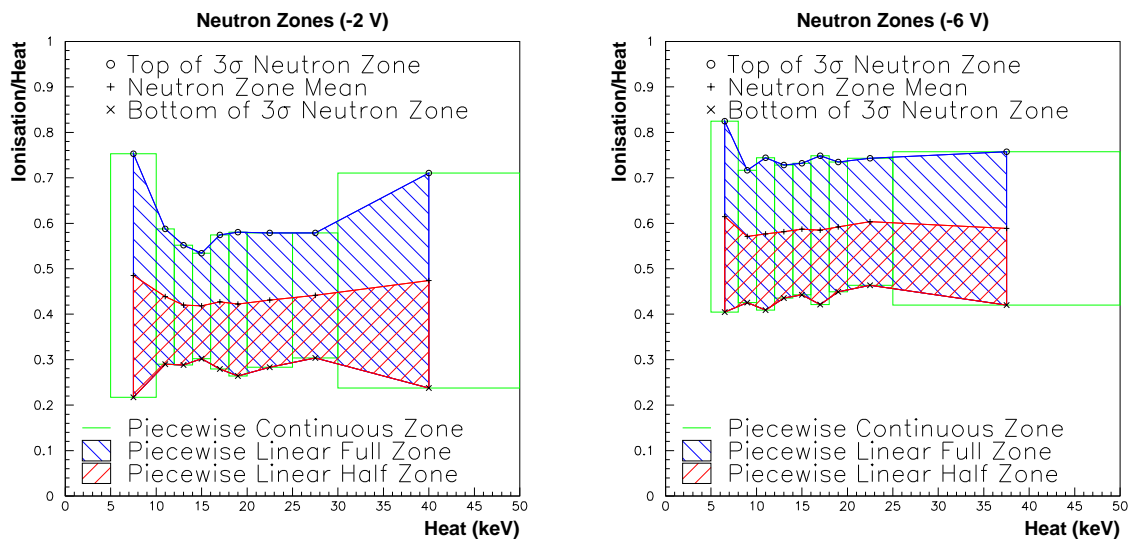 Neutron Zones (-2 V)
Ionisation/Heat
1
0.9
0.8
0.7
0.6
0.5
0.4
0.3
0.2
0.1
0
Top of 3σ Neutron Zone
Neutron Zone Mean
Bottom of 3σ Neutron Zone
Piecewise Continuous Zone
Piecewise Linear Full Zone
Piecewise Linear Half Zone
0 5 10 15 20 25 30 35 40 45 50
Heat (keV)
Neutron Zones (-6 V)
Ionisation/Heat
1
0.9
0.8
0.7
0.6
0.5
0.4
0.3
0.2
0.1
0
Top of 3σ Neutron Zone
Neutron Zone Mean
Bottom of 3σ Neutron Zone
Piecewise Continuous Zone
Piecewise Linear Full Zone
Piecewise Linear Half Zone
0 5 10 15 20 25 30 35 40 45 50
Heat (keV)